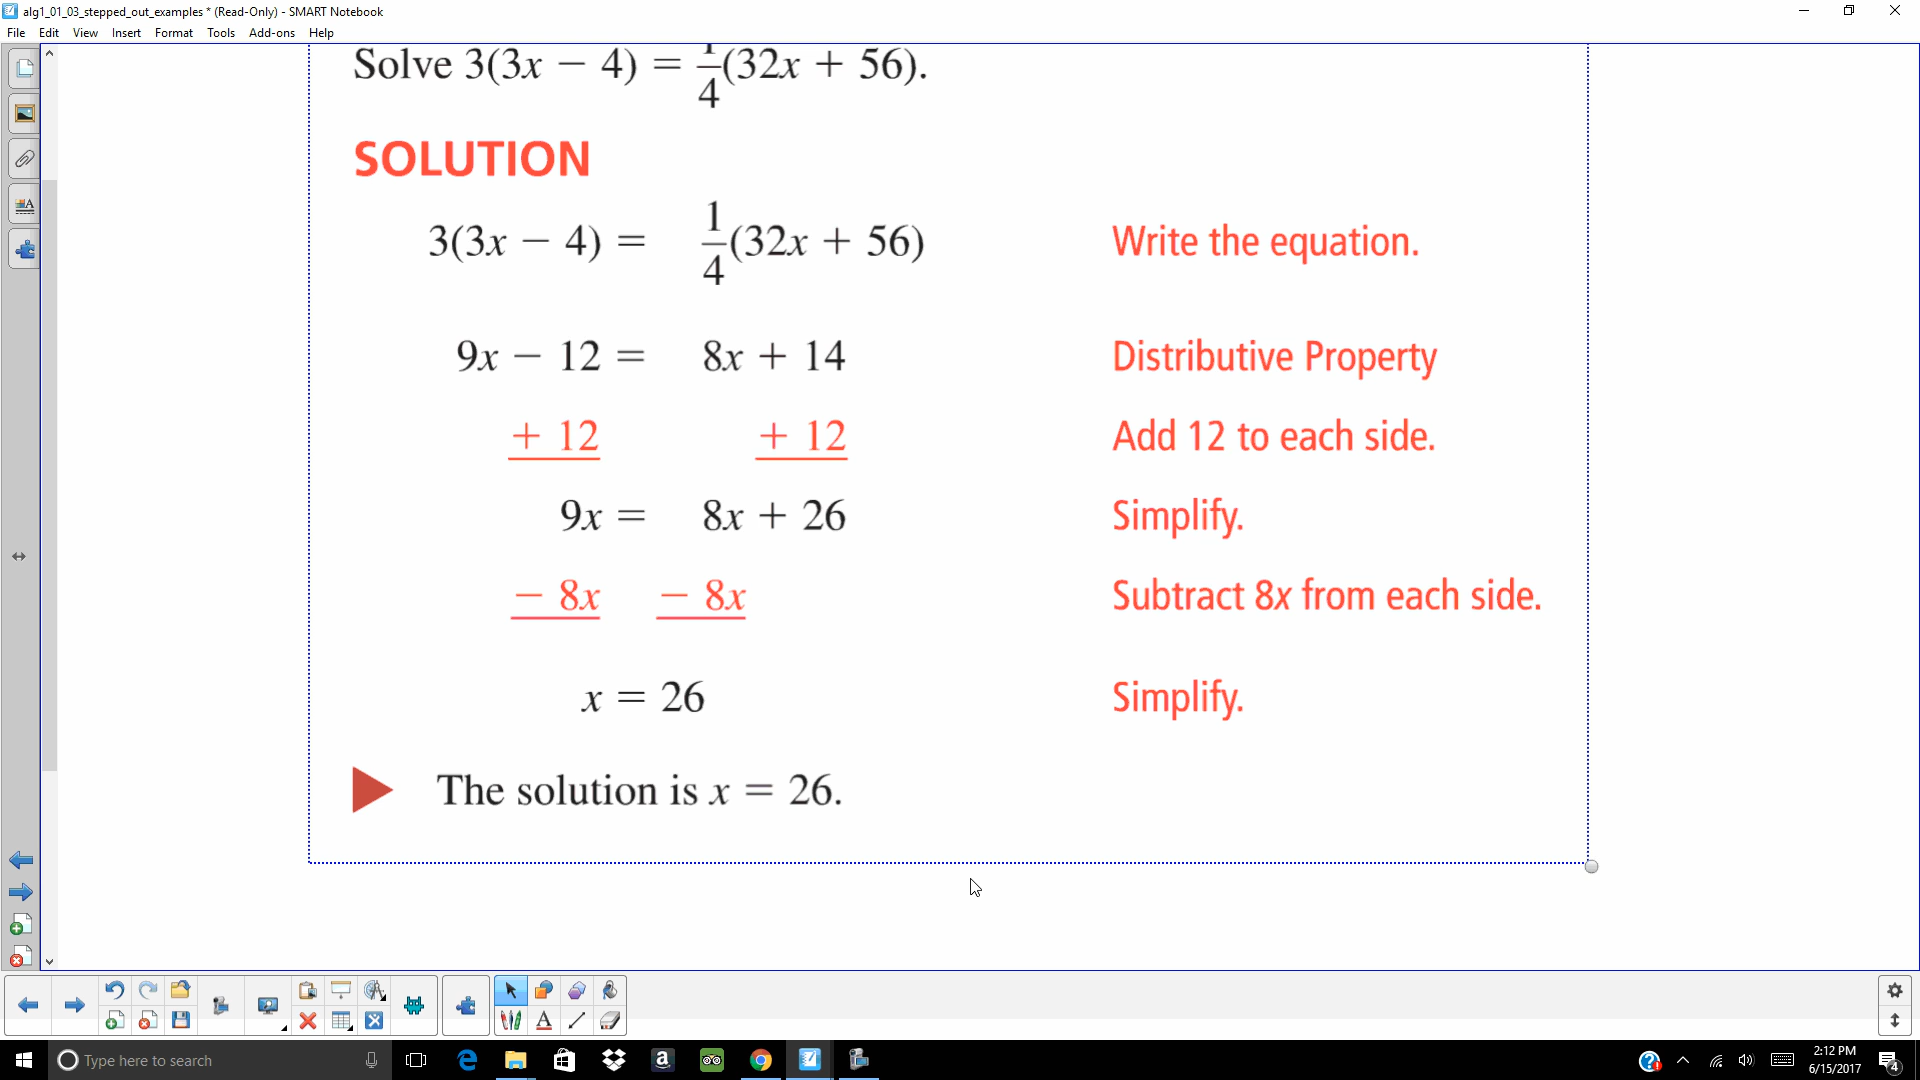 alg1_01_03_stepped_out_examples * (Read-Only) - SMART Notebook
File Edit View Insert Format Tools Add-ons Help
Solve 3(3x − 4) = 1/4(32x + 56).
SOLUTION
3(3x − 4) = 1/4(32x + 56) Write the equation.
9x − 12 = 8x + 14 Distributive Property
+ 12 + 12 Add 12 to each side.
9x = 8x + 26 Simplify.
− 8x − 8x Subtract 8x from each side.
x = 26 Simplify.
The solution is x = 26.
Type here to search
2:12 PM
6/15/2017
4